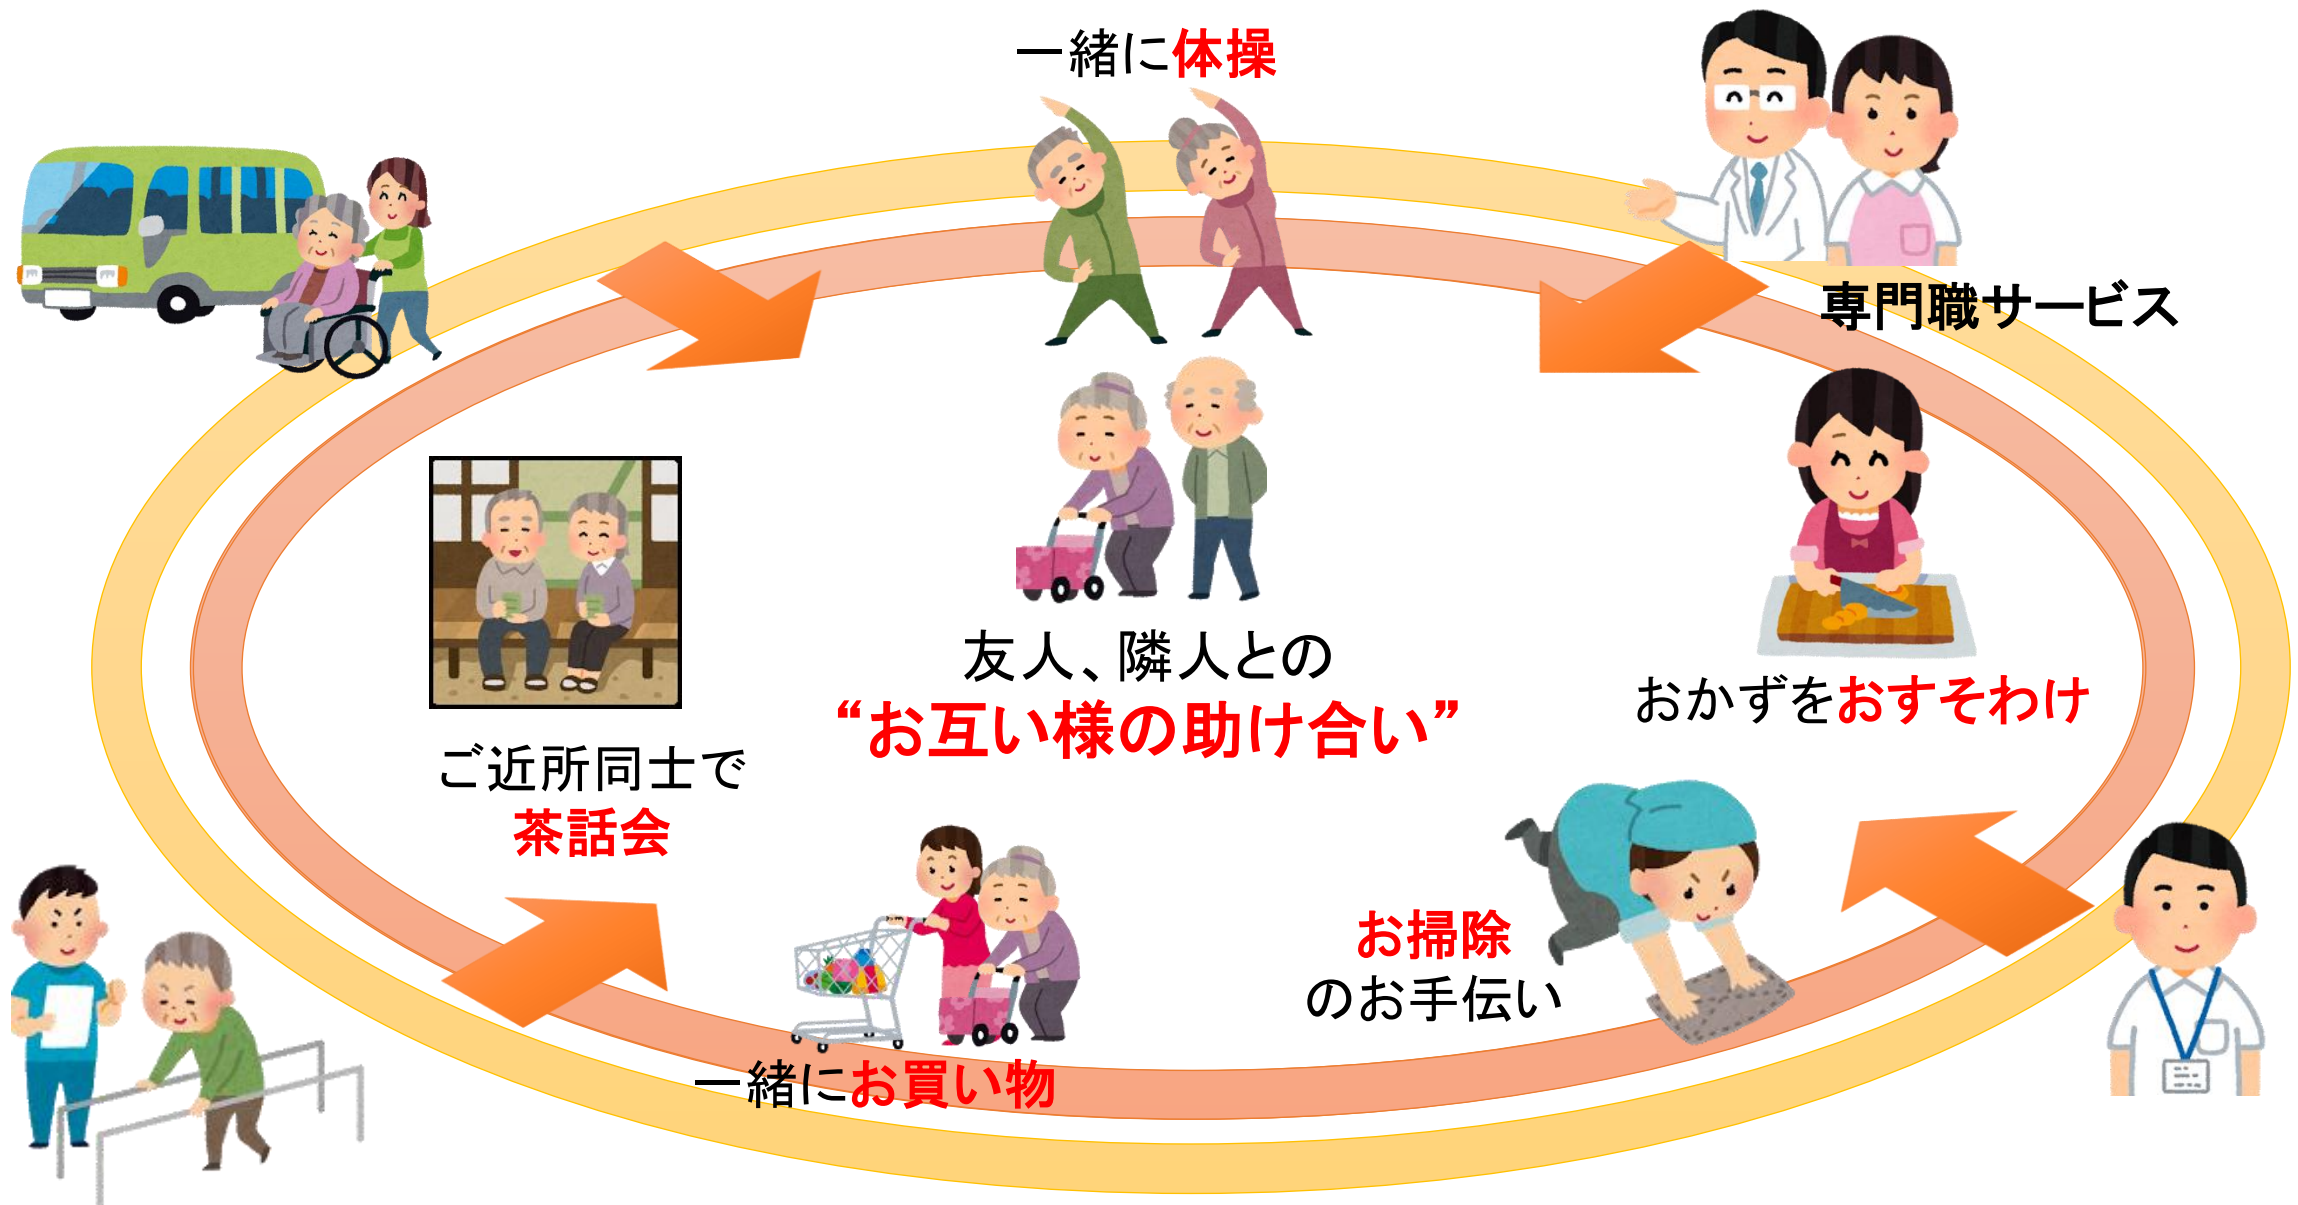 一緒に体操
専門職サービス
友人、隣人との
“お互い様の助け合い”
おかずをおすそわけ
ご近所同士で
茶話会
お掃除
のお手伝い
一緒にお買い物